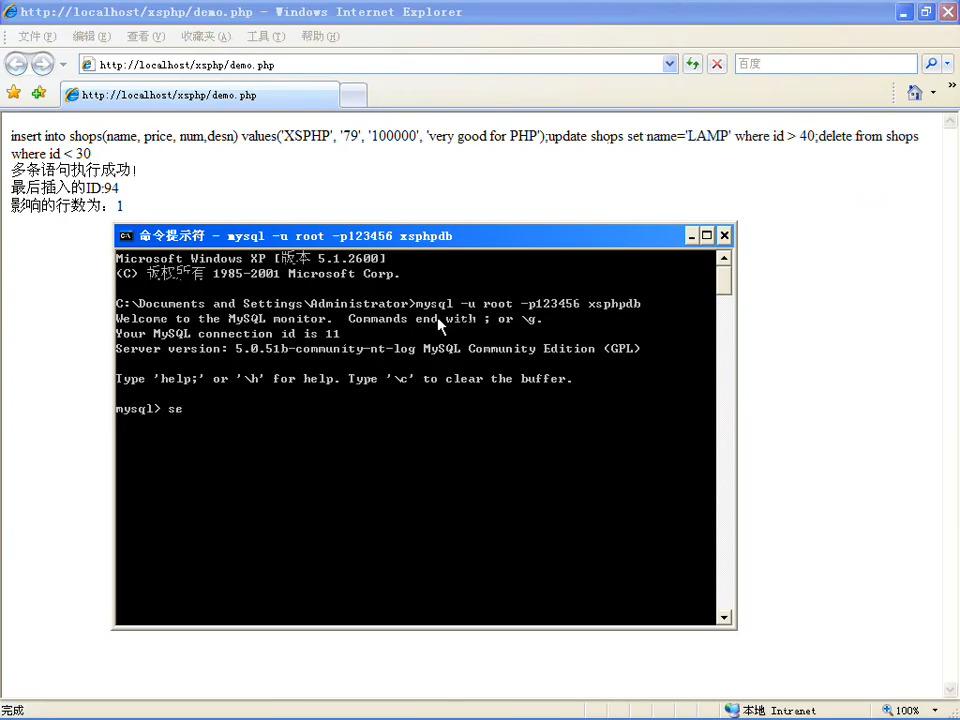 http://localhost/xsphp/demo.php - Windows Internet Explorer
文件(F) 编辑(E) 查看(V) 收藏夹(A) 工具(T) 帮助(H)
http://localhost/xsphp/demo.php
百度
http://localhost/xsphp/demo.php
insert into shops(name, price, num,desn) values('XSPHP', '79', '100000', 'very good for PHP');update shops set name='LAMP' where id > 40;delete from shops
where id < 30
多条语句执行成功!
最后插入的ID:94
影响的行数为: 1
命令提示符 - mysql -u root -p123456 xsphpdb
Microsoft Windows XP [版本 5.1.2600]
(C) 版权所有 1985-2001 Microsoft Corp.
C:\Documents and Settings\Administrator>mysql -u root -p123456 xsphpdb
Welcome to the MySQL monitor.  Commands end with ; or \g.
Your MySQL connection id is 11
Server version: 5.0.51b-community-nt-log MySQL Community Edition (GPL)
Type 'help;' or '\h' for help. Type '\c' to clear the buffer.
mysql> se
完成
本地 Intranet
100%